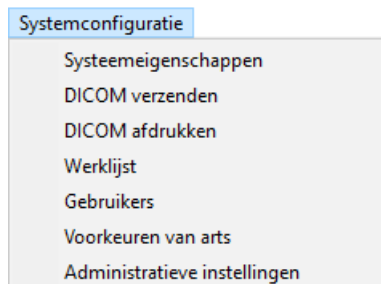 Systemconfiguratie
Systeemeigenschappen
DICOM verzenden
DICOM afdrukken
Werklijst
Gebruikers
Voorkeuren van arts
Administratieve instellingen